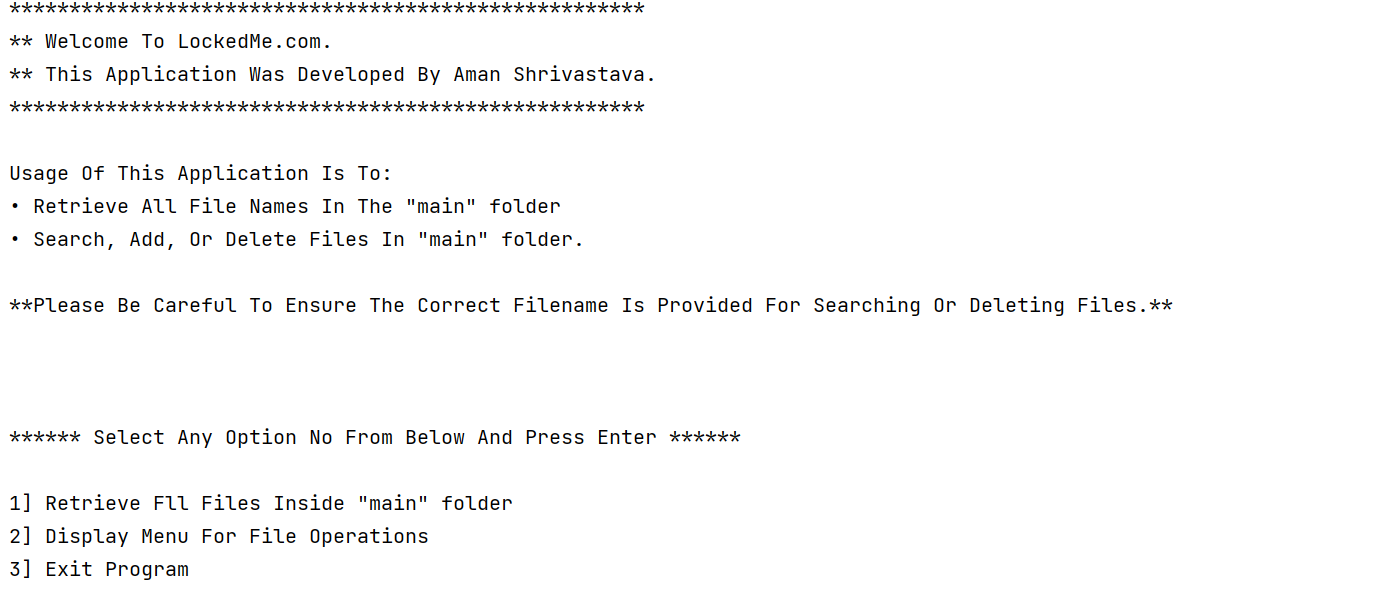 *****************************************************
** Welcome To LockedMe.com.
** This Application Was Developed By Aman Shrivastava.
*****************************************************
Usage Of This Application Is To:
• Retrieve All File Names In The "main" folder
• Search, Add, Or Delete Files In "main" folder.
**Please Be Careful To Ensure The Correct Filename Is Provided For Searching Or Deleting Files.**
****** Select Any Option No From Below And Press Enter ******
1] Retrieve Fll Files Inside "main" folder
2] Display Menu For File Operations
3] Exit Program